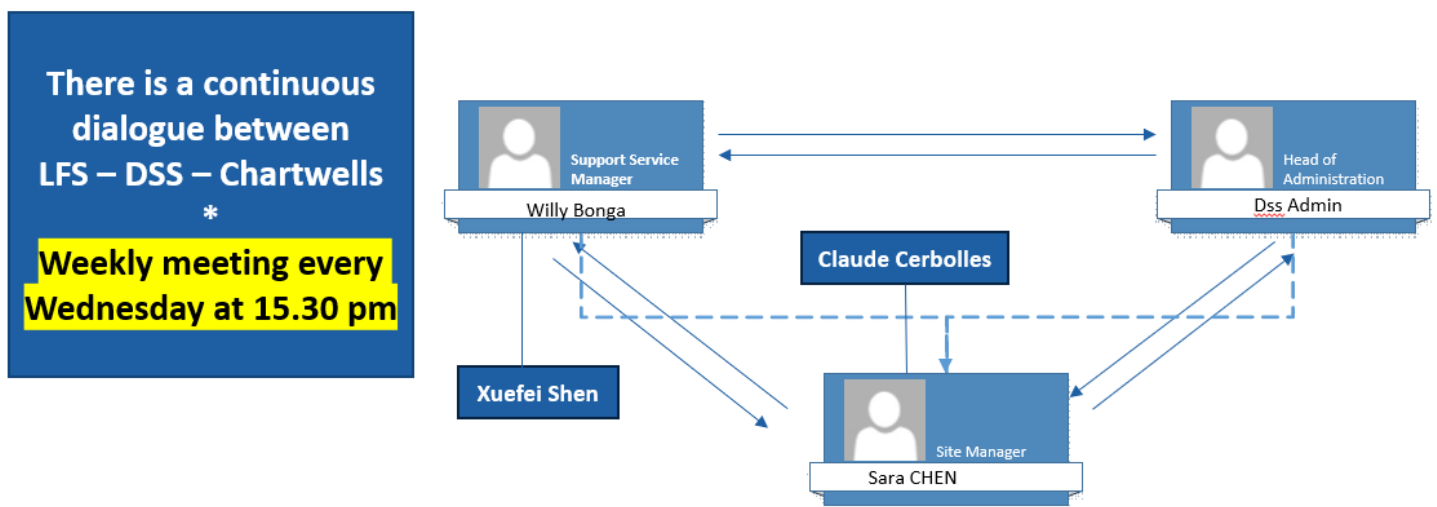 There is a continuous
dialogue between
LFS – DSS – Chartwells
*
Weekly meeting every
Wednesday at 15.30 pm
Support Service
Manager
Willy Bonga
Head of
Administration
Dss Admin
Claude Cerbolles
Xuefei Shen
Site Manager
Sara CHEN